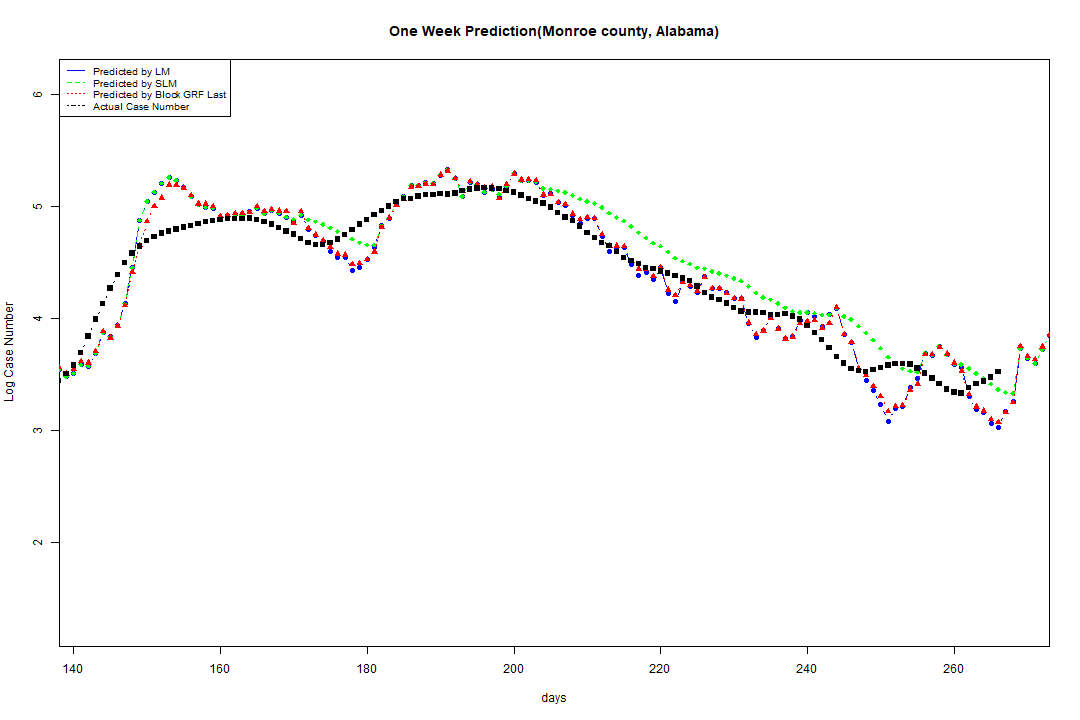 One Week Prediction(Monroe county, Alabama)
Predicted by LM
Predicted by SLM
Predicted by Block GRF Last
Actual Case Number
6
5
4
3
2
Log Case Number
140 160 180 200 220 240 260
days